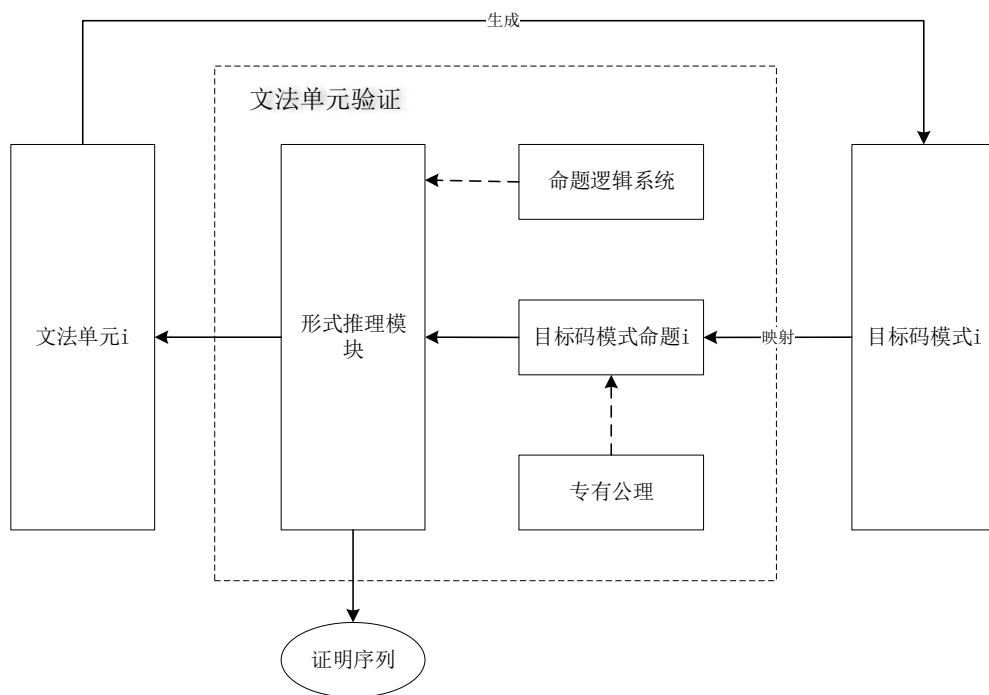 生成
文法单元验证
命题逻辑系统
文法单元i
形式推理模
块
目标码模式命题i
映射
目标码模式i
专有公理
证明序列